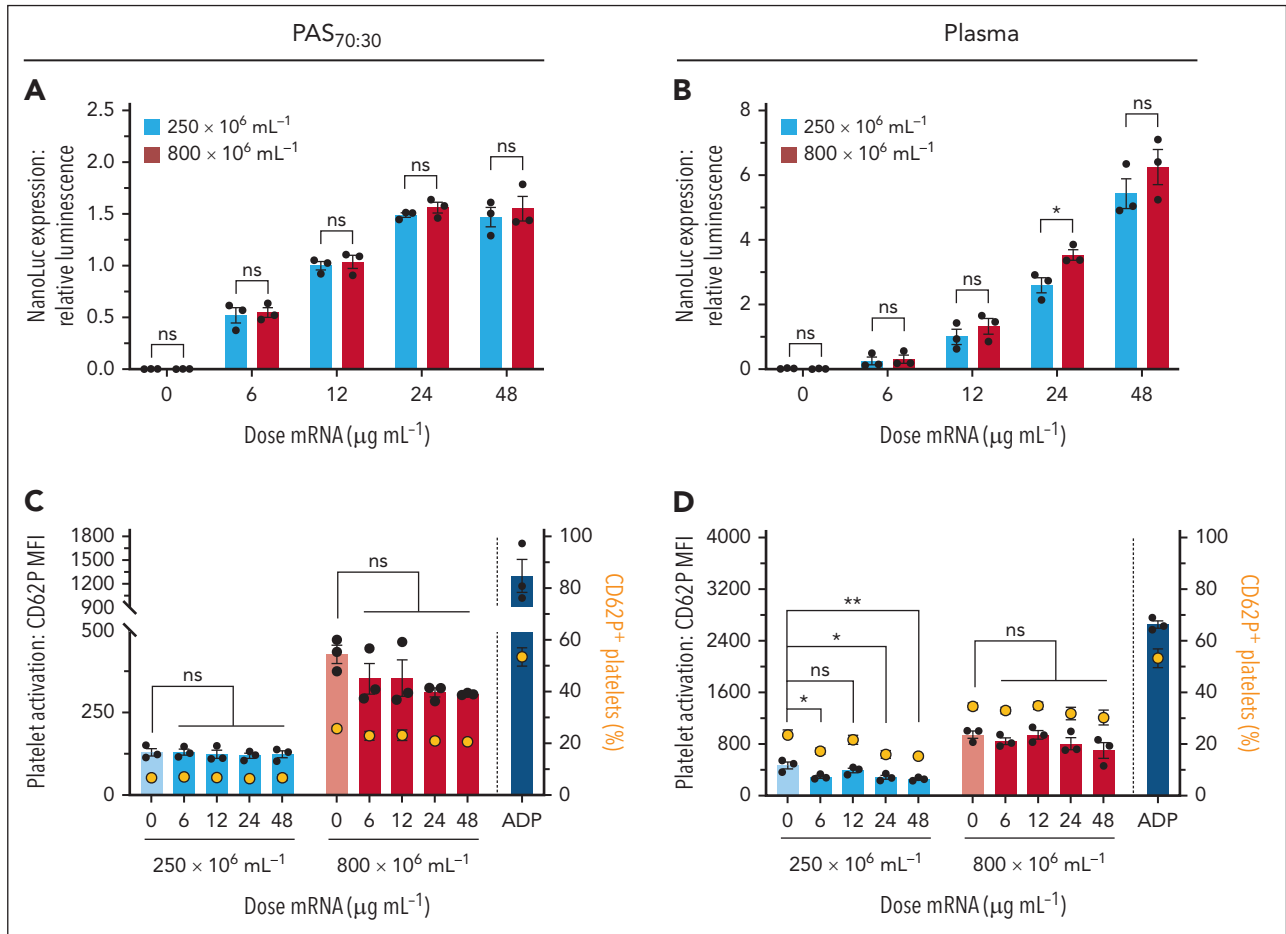 PAS70:30
Plasma
A
NanoLuc expression:
relative luminescence
2.5
2.0
1.5
1.0
0.5
0.0
250 × 10⁶ mL⁻¹
800 × 10⁶ mL⁻¹
ns
ns
ns
ns
ns
0 6 12 24 48
Dose mRNA (μg mL⁻¹)
B
NanoLuc expression:
relative luminescence
8
6
4
2
0
250 × 10⁶ mL⁻¹
800 × 10⁶ mL⁻¹
ns
ns
ns
*
ns
0 6 12 24 48
Dose mRNA (μg mL⁻¹)
C
Platelet activation: CD62P MFI
1800
1500
1200
900
500
250
0
ns
ns
100
80
60
40
20
0
CD62P⁺ platelets (%)
0 6 12 24 48 0 6 12 24 48 ADP
250 × 10⁶ mL⁻¹ 800 × 10⁶ mL⁻¹
Dose mRNA (μg mL⁻¹)
D
Platelet activation: CD62P MFI
4000
3200
2400
1600
800
0
**
*
ns
*
ns
100
80
60
40
20
0
CD62P⁺ platelets (%)
0 6 12 24 48 0 6 12 24 48 ADP
250 × 10⁶ mL⁻¹ 800 × 10⁶ mL⁻¹
Dose mRNA (μg mL⁻¹)